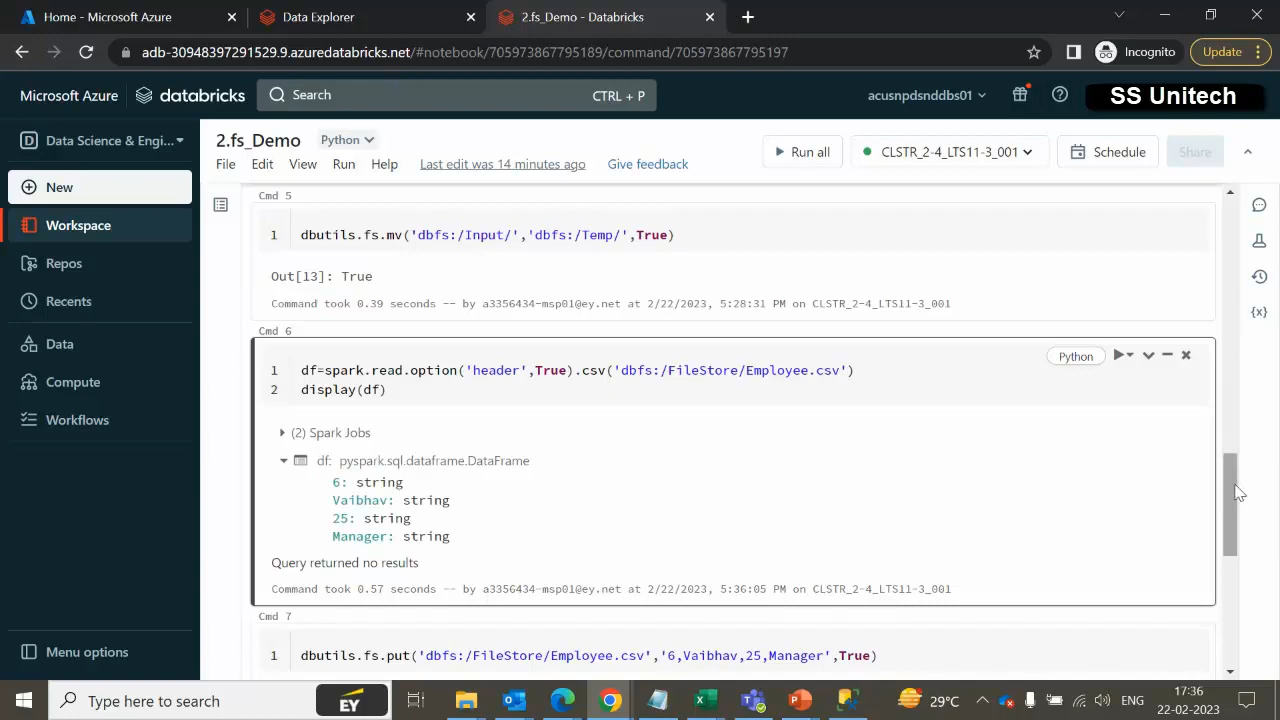 Home - Microsoft Azure
Data Explorer
2.fs_Demo - Databricks
adb-30948397291529.9.azuredatabricks.net/#notebook/705973867795189/command/705973867795197
Incognito
Update
Microsoft Azure
databricks
Search
CTRL + P
acusnpdsnddbs01
SS Unitech
Data Science & Engi...
New
Workspace
Repos
Recents
Data
Compute
Workflows
Menu options
2.fs_Demo
Python
File Edit View Run Help Last edit was 14 minutes ago Give feedback
Run all
CLSTR_2-4_LTS11-3_001
Schedule
Share
Cmd 5
1 dbutils.fs.mv('dbfs:/Input/','dbfs:/Temp/',True)
Out[13]: True
Command took 0.39 seconds -- by a3356434-msp01@ey.net at 2/22/2023, 5:28:31 PM on CLSTR_2-4_LTS11-3_001
Cmd 6
Python
1 df=spark.read.option('header',True).csv('dbfs:/FileStore/Employee.csv')
2 display(df)
(2) Spark Jobs
df: pyspark.sql.dataframe.DataFrame
6: string
Vaibhav: string
25: string
Manager: string
Query returned no results
Command took 0.57 seconds -- by a3356434-msp01@ey.net at 2/22/2023, 5:36:05 PM on CLSTR_2-4_LTS11-3_001
Cmd 7
1 dbutils.fs.put('dbfs:/FileStore/Employee.csv','6,Vaibhav,25,Manager',True)
{x}
Type here to search
EY
29°C
ENG
17:36
22-02-2023